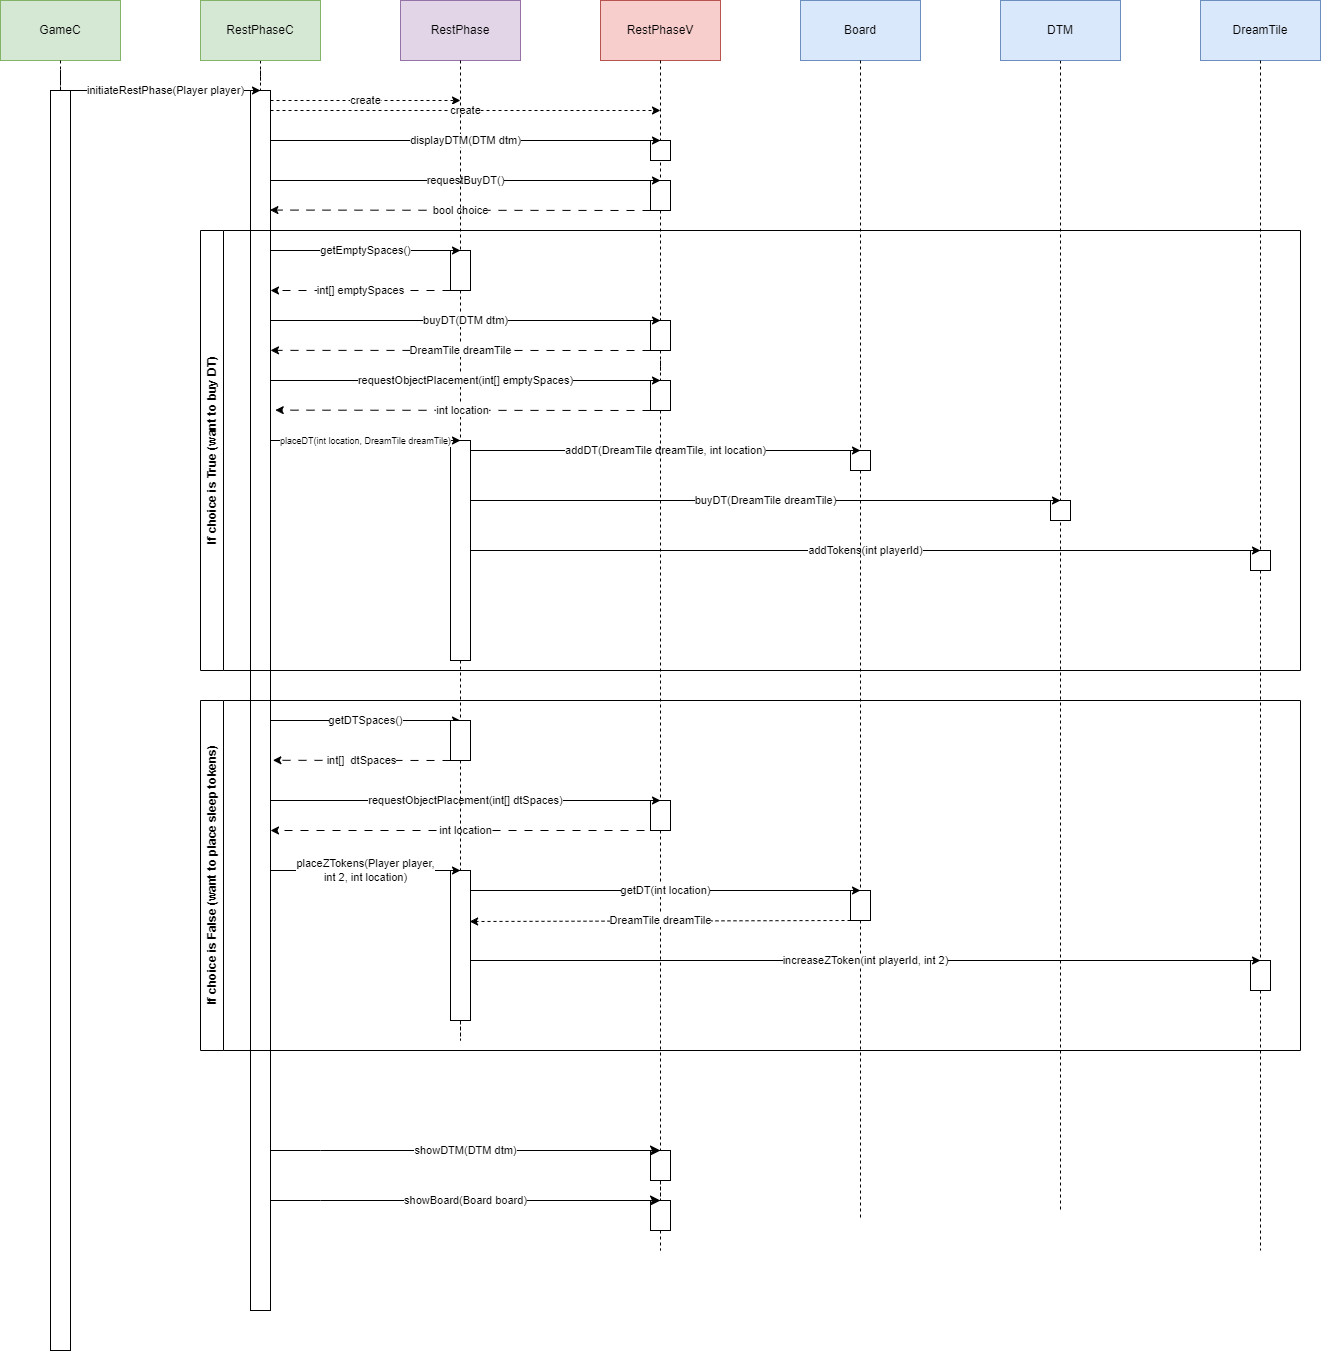 GameC
RestPhaseC
RestPhase
RestPhaseV
Board
DTM
DreamTile
initiateRestPhase(Player player)
create
create
displayDTM(DTM dtm)
requestBuyDT()
bool choice
If choice is True (want to buy DT)
getEmptySpaces()
int[] emptySpaces
buyDT(DTM dtm)
DreamTile dreamTile
requestObjectPlacement(int[] emptySpaces)
int location
placeDT(int location, DreamTile dreamTile)
addDT(DreamTile dreamTile, int location)
buyDT(DreamTile dreamTile)
addTokens(int playerId)
If choice is False (want to place sleep tokens)
getDTSpaces()
int[] dtSpaces
requestObjectPlacement(int[] dtSpaces)
int location
placeZTokens(Player player,
int 2, int location)
getDT(int location)
DreamTile dreamTile
increaseZToken(int playerId, int 2)
showDTM(DTM dtm)
showBoard(Board board)